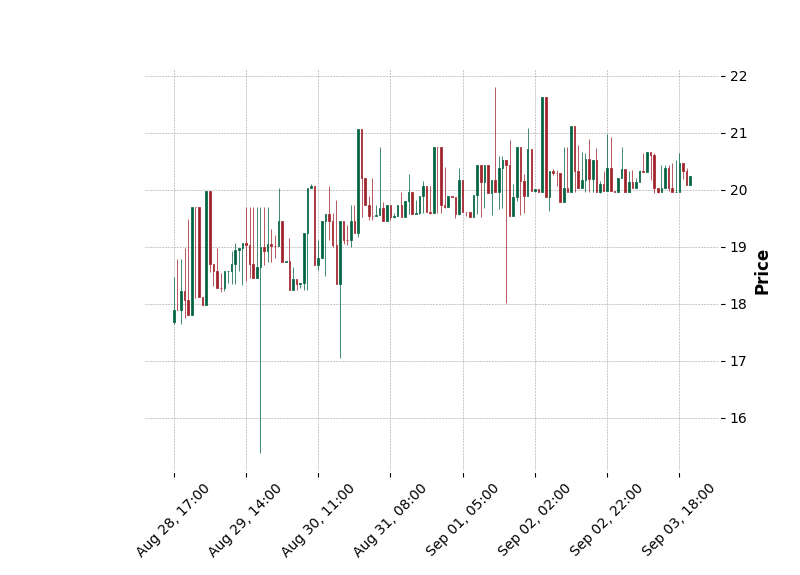 22
21
20
19
18
17
16
Price
Aug 28, 17:00
Aug 29, 14:00
Aug 30, 11:00
Aug 31, 08:00
Sep 01, 05:00
Sep 02, 02:00
Sep 02, 22:00
Sep 03, 18:00